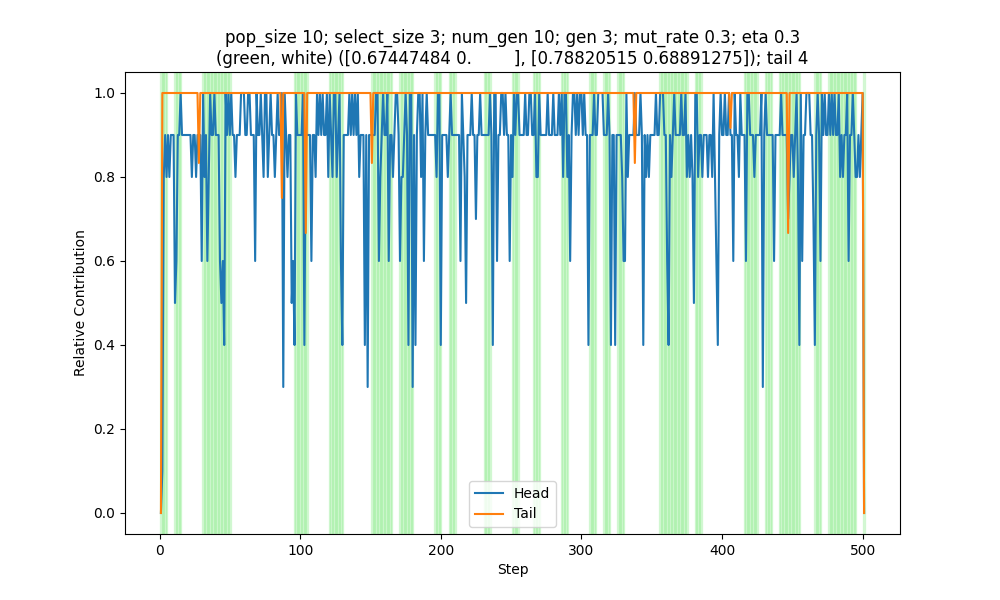 pop_size 10; select_size 3; num_gen 10; gen 3; mut_rate 0.3; eta 0.3
(green, white) ([0.67447484 0.        ], [0.78820515 0.68891275]); tail 4
1.0
0.8
0.6
0.4
0.2
0.0
Relative Contribution
Head
Tail
0 100 200 300 400 500
Step